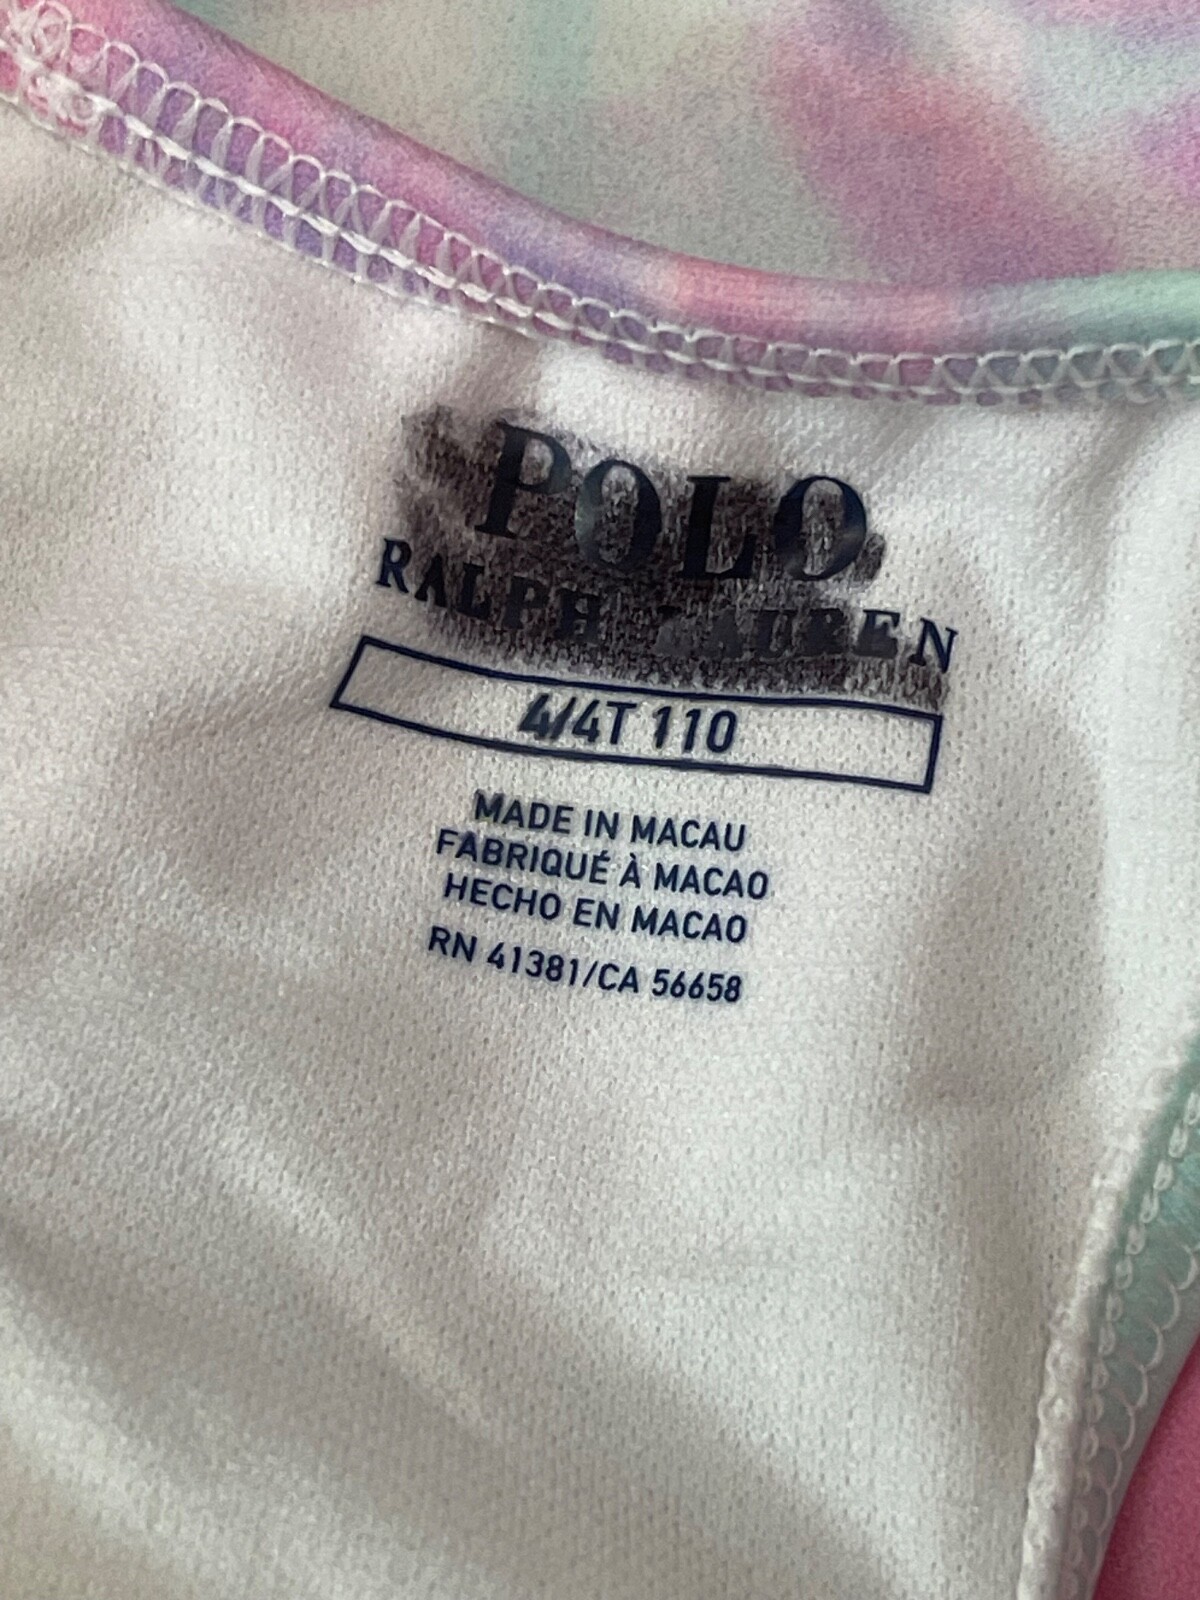 POLO
RALPH LAUREN
4/4T 110
MADE IN MACAU
FABRIQUÉ À MACAO
HECHO EN MACAO
RN 41381/CA 56658